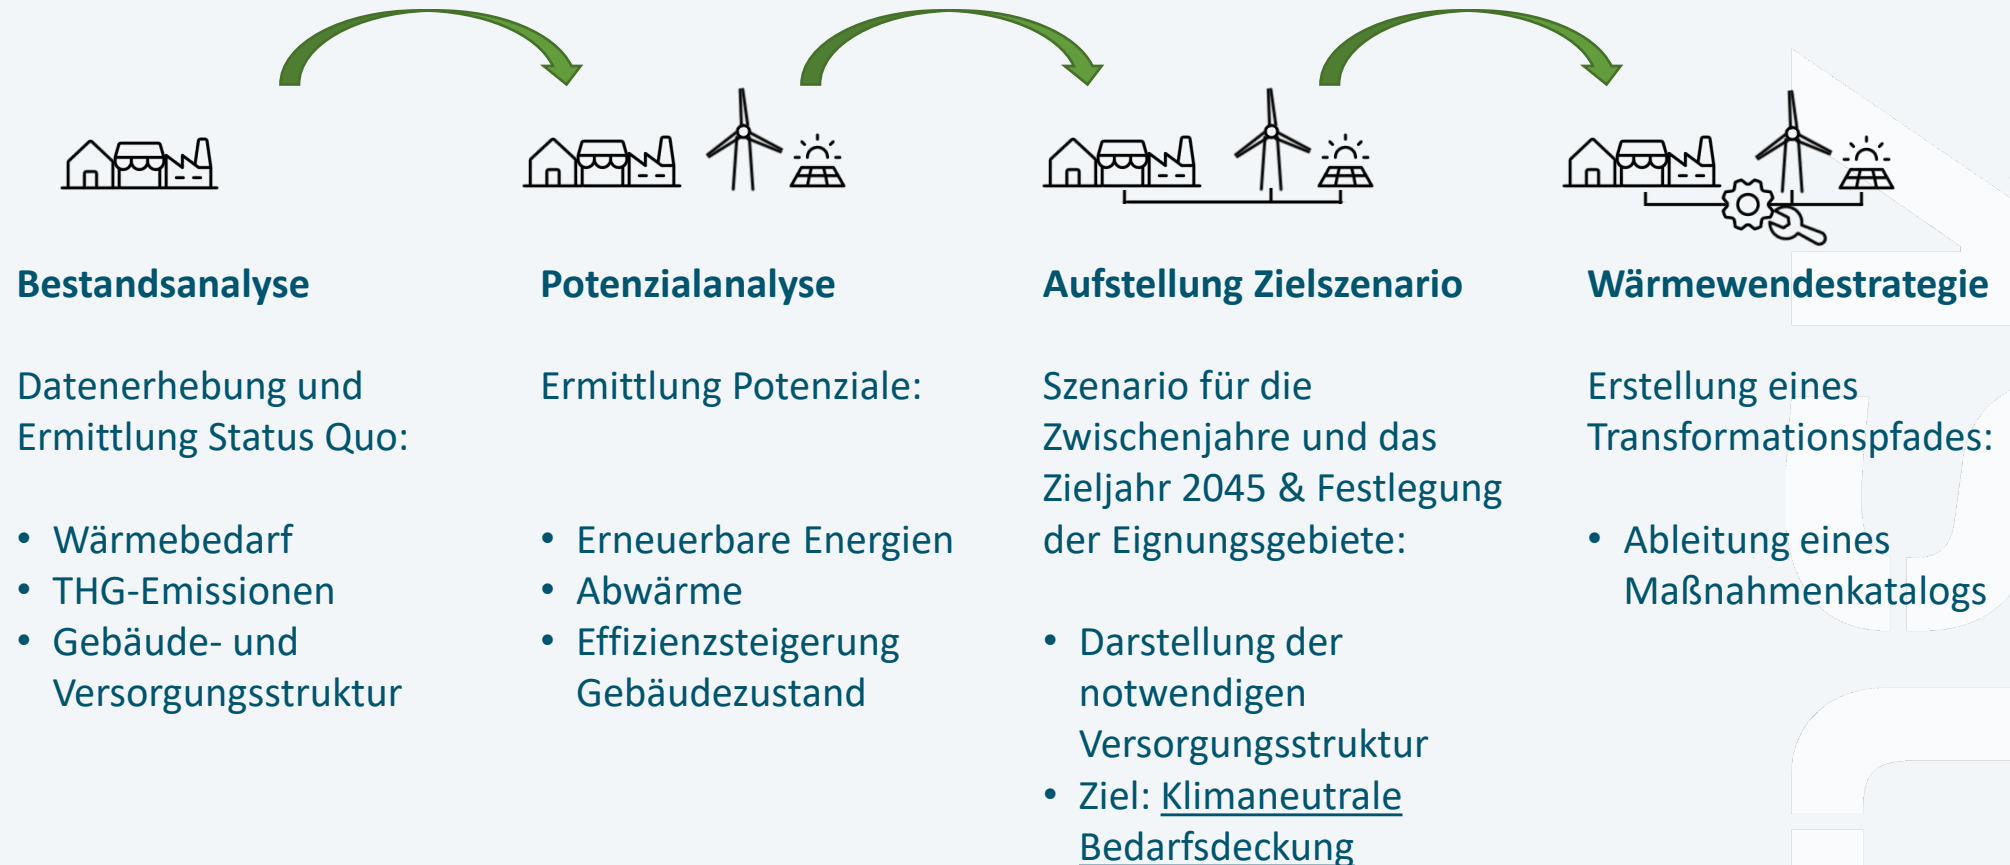 Bestandsanalyse
Datenerhebung und
Ermittlung Status Quo:
• Wärmebedarf
• THG-Emissionen
• Gebäude- und
Versorgungsstruktur
Potenzialanalyse
Ermittlung Potenziale:
• Erneuerbare Energien
• Abwärme
• Effizienzsteigerung
Gebäudezustand
Aufstellung Zielszenario
Szenario für die
Zwischenjahre und das
Zieljahr 2045 & Festlegung
der Eignungsgebiete:
• Darstellung der
notwendigen
Versorgungsstruktur
• Ziel: Klimaneutrale
Bedarfsdeckung
Wärmewendestrategie
Erstellung eines
Transformationspfades:
• Ableitung eines
Maßnahmenkatalogs